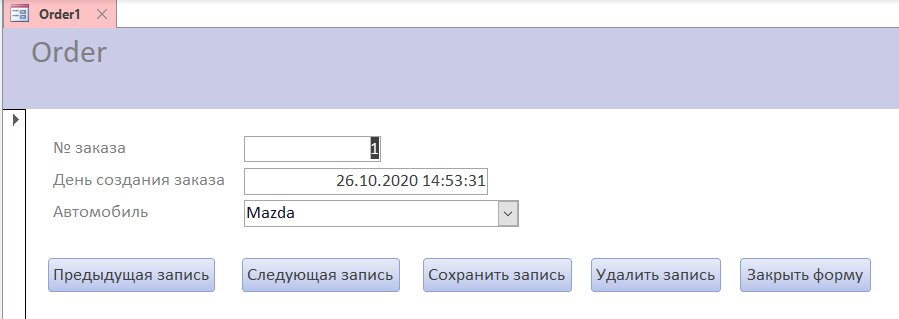 Order1
Order
№ заказа 1
День создания заказа 26.10.2020 14:53:31
Автомобиль Mazda
Предыдущая запись Следующая запись Сохранить запись Удалить запись Закрыть форму